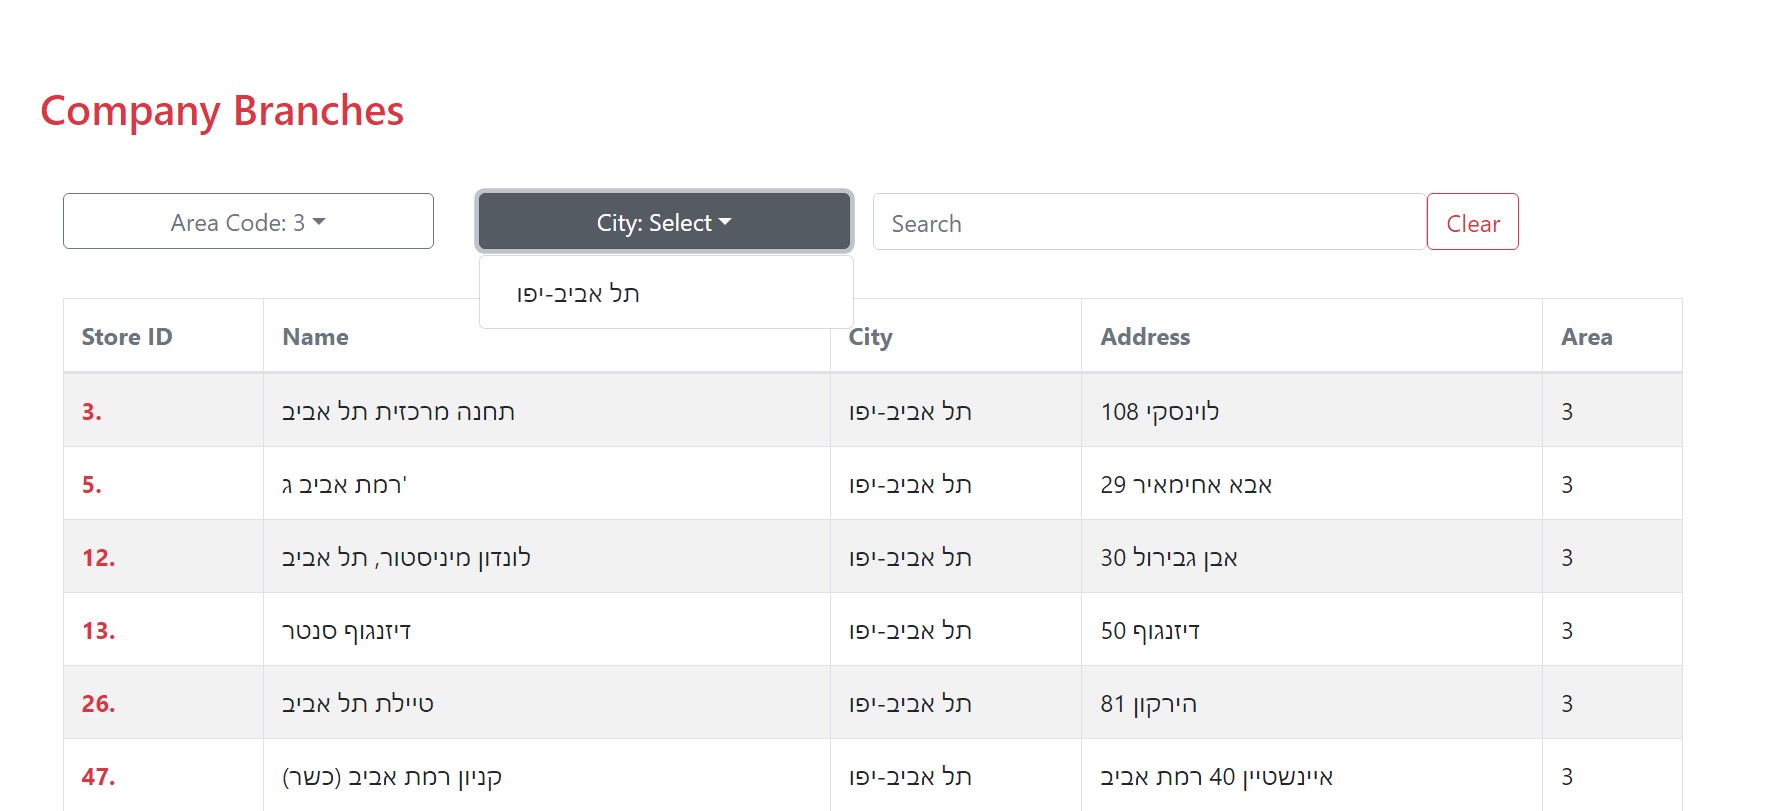 Company Branches
Area Code: 3
City: Select
Search
Clear
תל אביב-יפו
Store ID Name City Address Area
3. תחנה מרכזית תל אביב תל אביב-יפו לוינסקי 108 3
5. רמת אביב ג' תל אביב-יפו אבא אחימאיר 29 3
12. לונדון מיניסטור, תל אביב תל אביב-יפו אבן גבירול 30 3
13. דיזנגוף סנטר תל אביב-יפו דיזנגוף 50 3
26. טיילת תל אביב תל אביב-יפו הירקון 81 3
47. קניון רמת אביב (כשר) תל אביב-יפו איינשטיין 40 רמת אביב 3